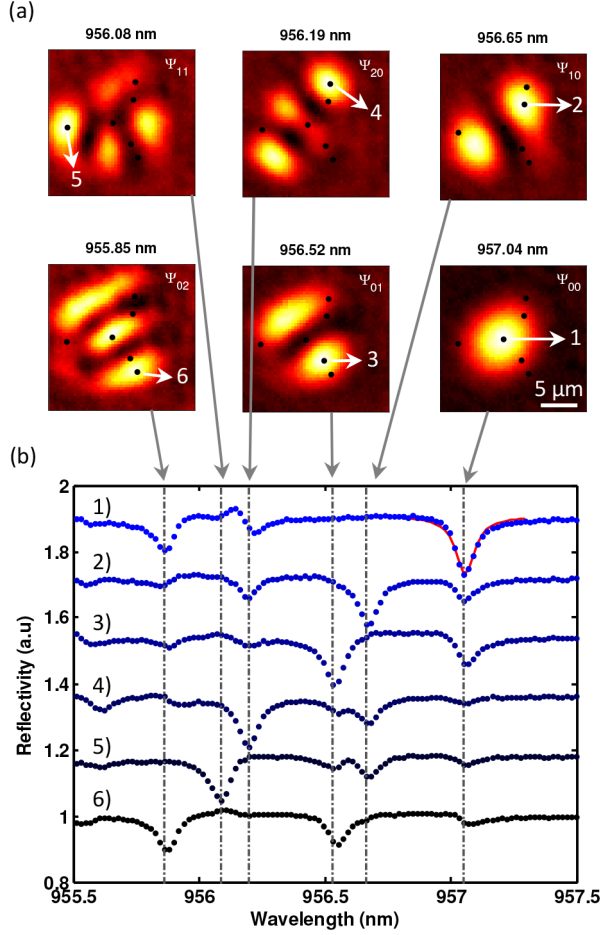 (a)
956.08 nm 956.19 nm 956.65 nm
Ψ11 Ψ20 Ψ10
5 4 2
955.85 nm 956.52 nm 957.04 nm
Ψ02 Ψ01 Ψ00
6 3 1
5 µm
(b)
2
1)
1.8
2)
1.6
3)
1.4
4)
1.2
5)
6)
1
0.8
Reflectivity (a.u)
955.5 956 956.5 957 957.5
Wavelength (nm)